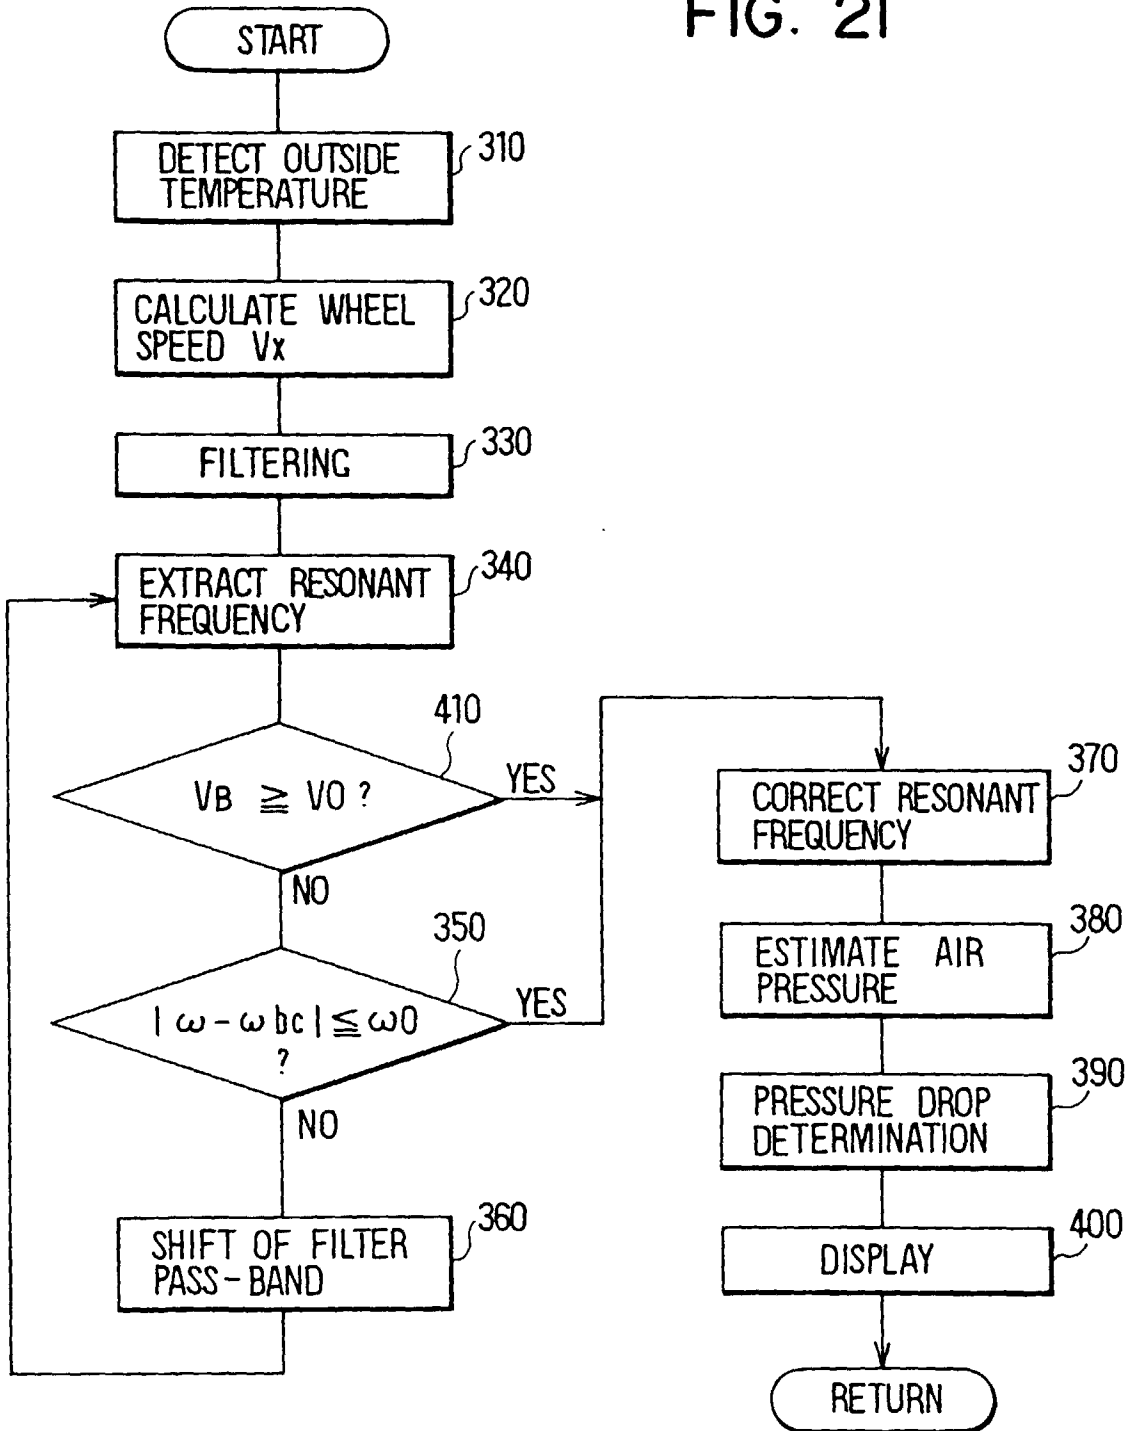 FIG. 21
START
DETECT OUTSIDE
TEMPERATURE
310
CALCULATE WHEEL
SPEED Vx
320
FILTERING
330
EXTRACT RESONANT
FREQUENCY
340
410
VB ≧ V0 ?
YES
NO
350
| ω - ω bc | ≦ ω0
?
YES
NO
SHIFT OF FILTER
PASS-BAND
360
CORRECT RESONANT
FREQUENCY
370
ESTIMATE AIR
PRESSURE
380
PRESSURE DROP
DETERMINATION
390
DISPLAY
400
RETURN